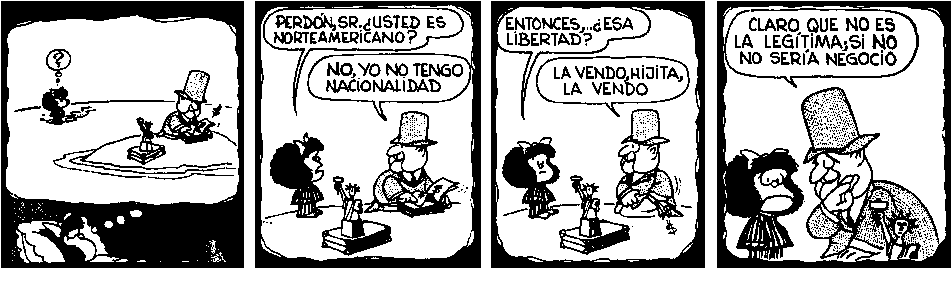 ?
PERDÓN, SR. ¿USTED ES
NORTEAMERICANO?
NO, YO NO TENGO
NACIONALIDAD
ENTONCES,..¿ESA
LIBERTAD?
LA VENDO, HIJITA,
LA VENDO
CLARO QUE NO ES
LA LEGÍTIMA; SI NO
NO SERÍA NEGOCIO